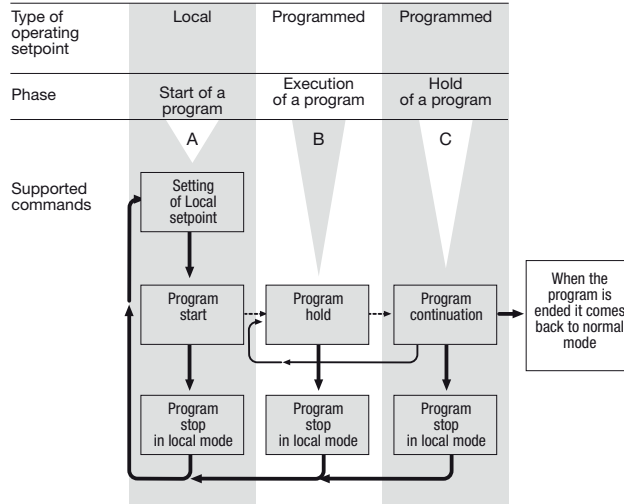 Type of
operating
setpoint
Local
Programmed
Programmed
Phase
Start of a
program
Execution
of a program
Hold
of a program
A
B
C
Supported
commands
Setting
of Local
setpoint
Program
start
Program
hold
Program
continuation
When the
program is
ended it comes
back to normal
mode
Program
stop
in local mode
Program
stop
in local mode
Program
stop
in local mode